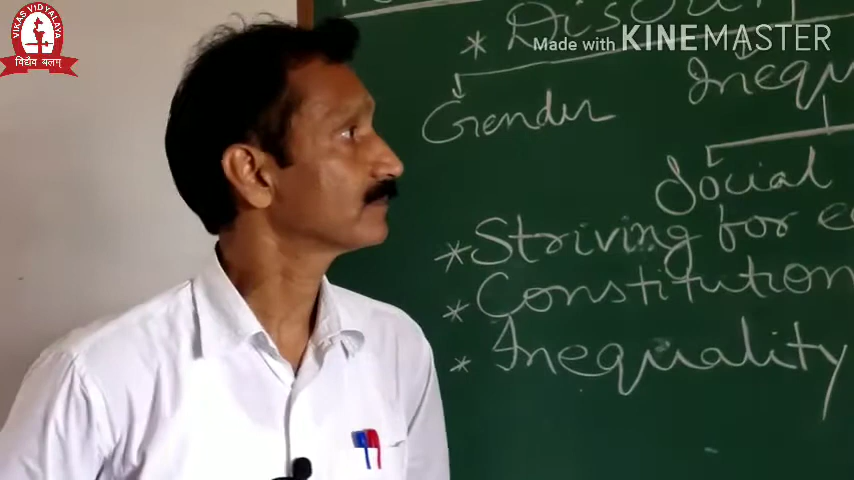 VIKAS VIDYALAYA
विद्यैव बलम्
Made with KINEMASTER
*
Gender
Social
* Striving for
* Constitution
* Inequality